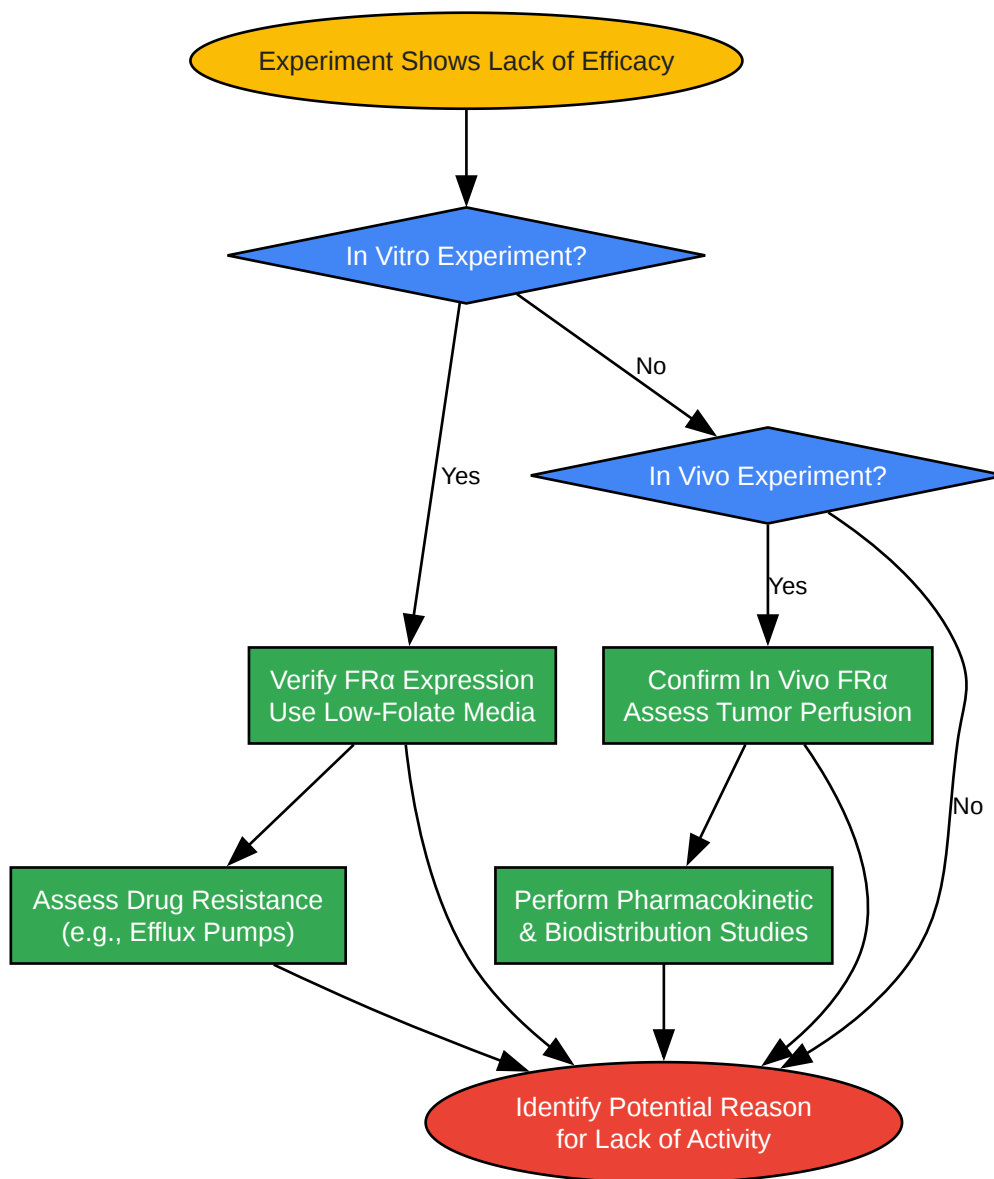 Experiment Shows Lack of Efficacy
In Vitro Experiment?
No
In Vivo Experiment?
Yes
Yes
Verify FRα Expression
Use Low-Folate Media
Confirm In Vivo FRα
Assess Tumor Perfusion
No
Assess Drug Resistance
(e.g., Efflux Pumps)
Perform Pharmacokinetic
& Biodistribution Studies
Identify Potential Reason
for Lack of Activity